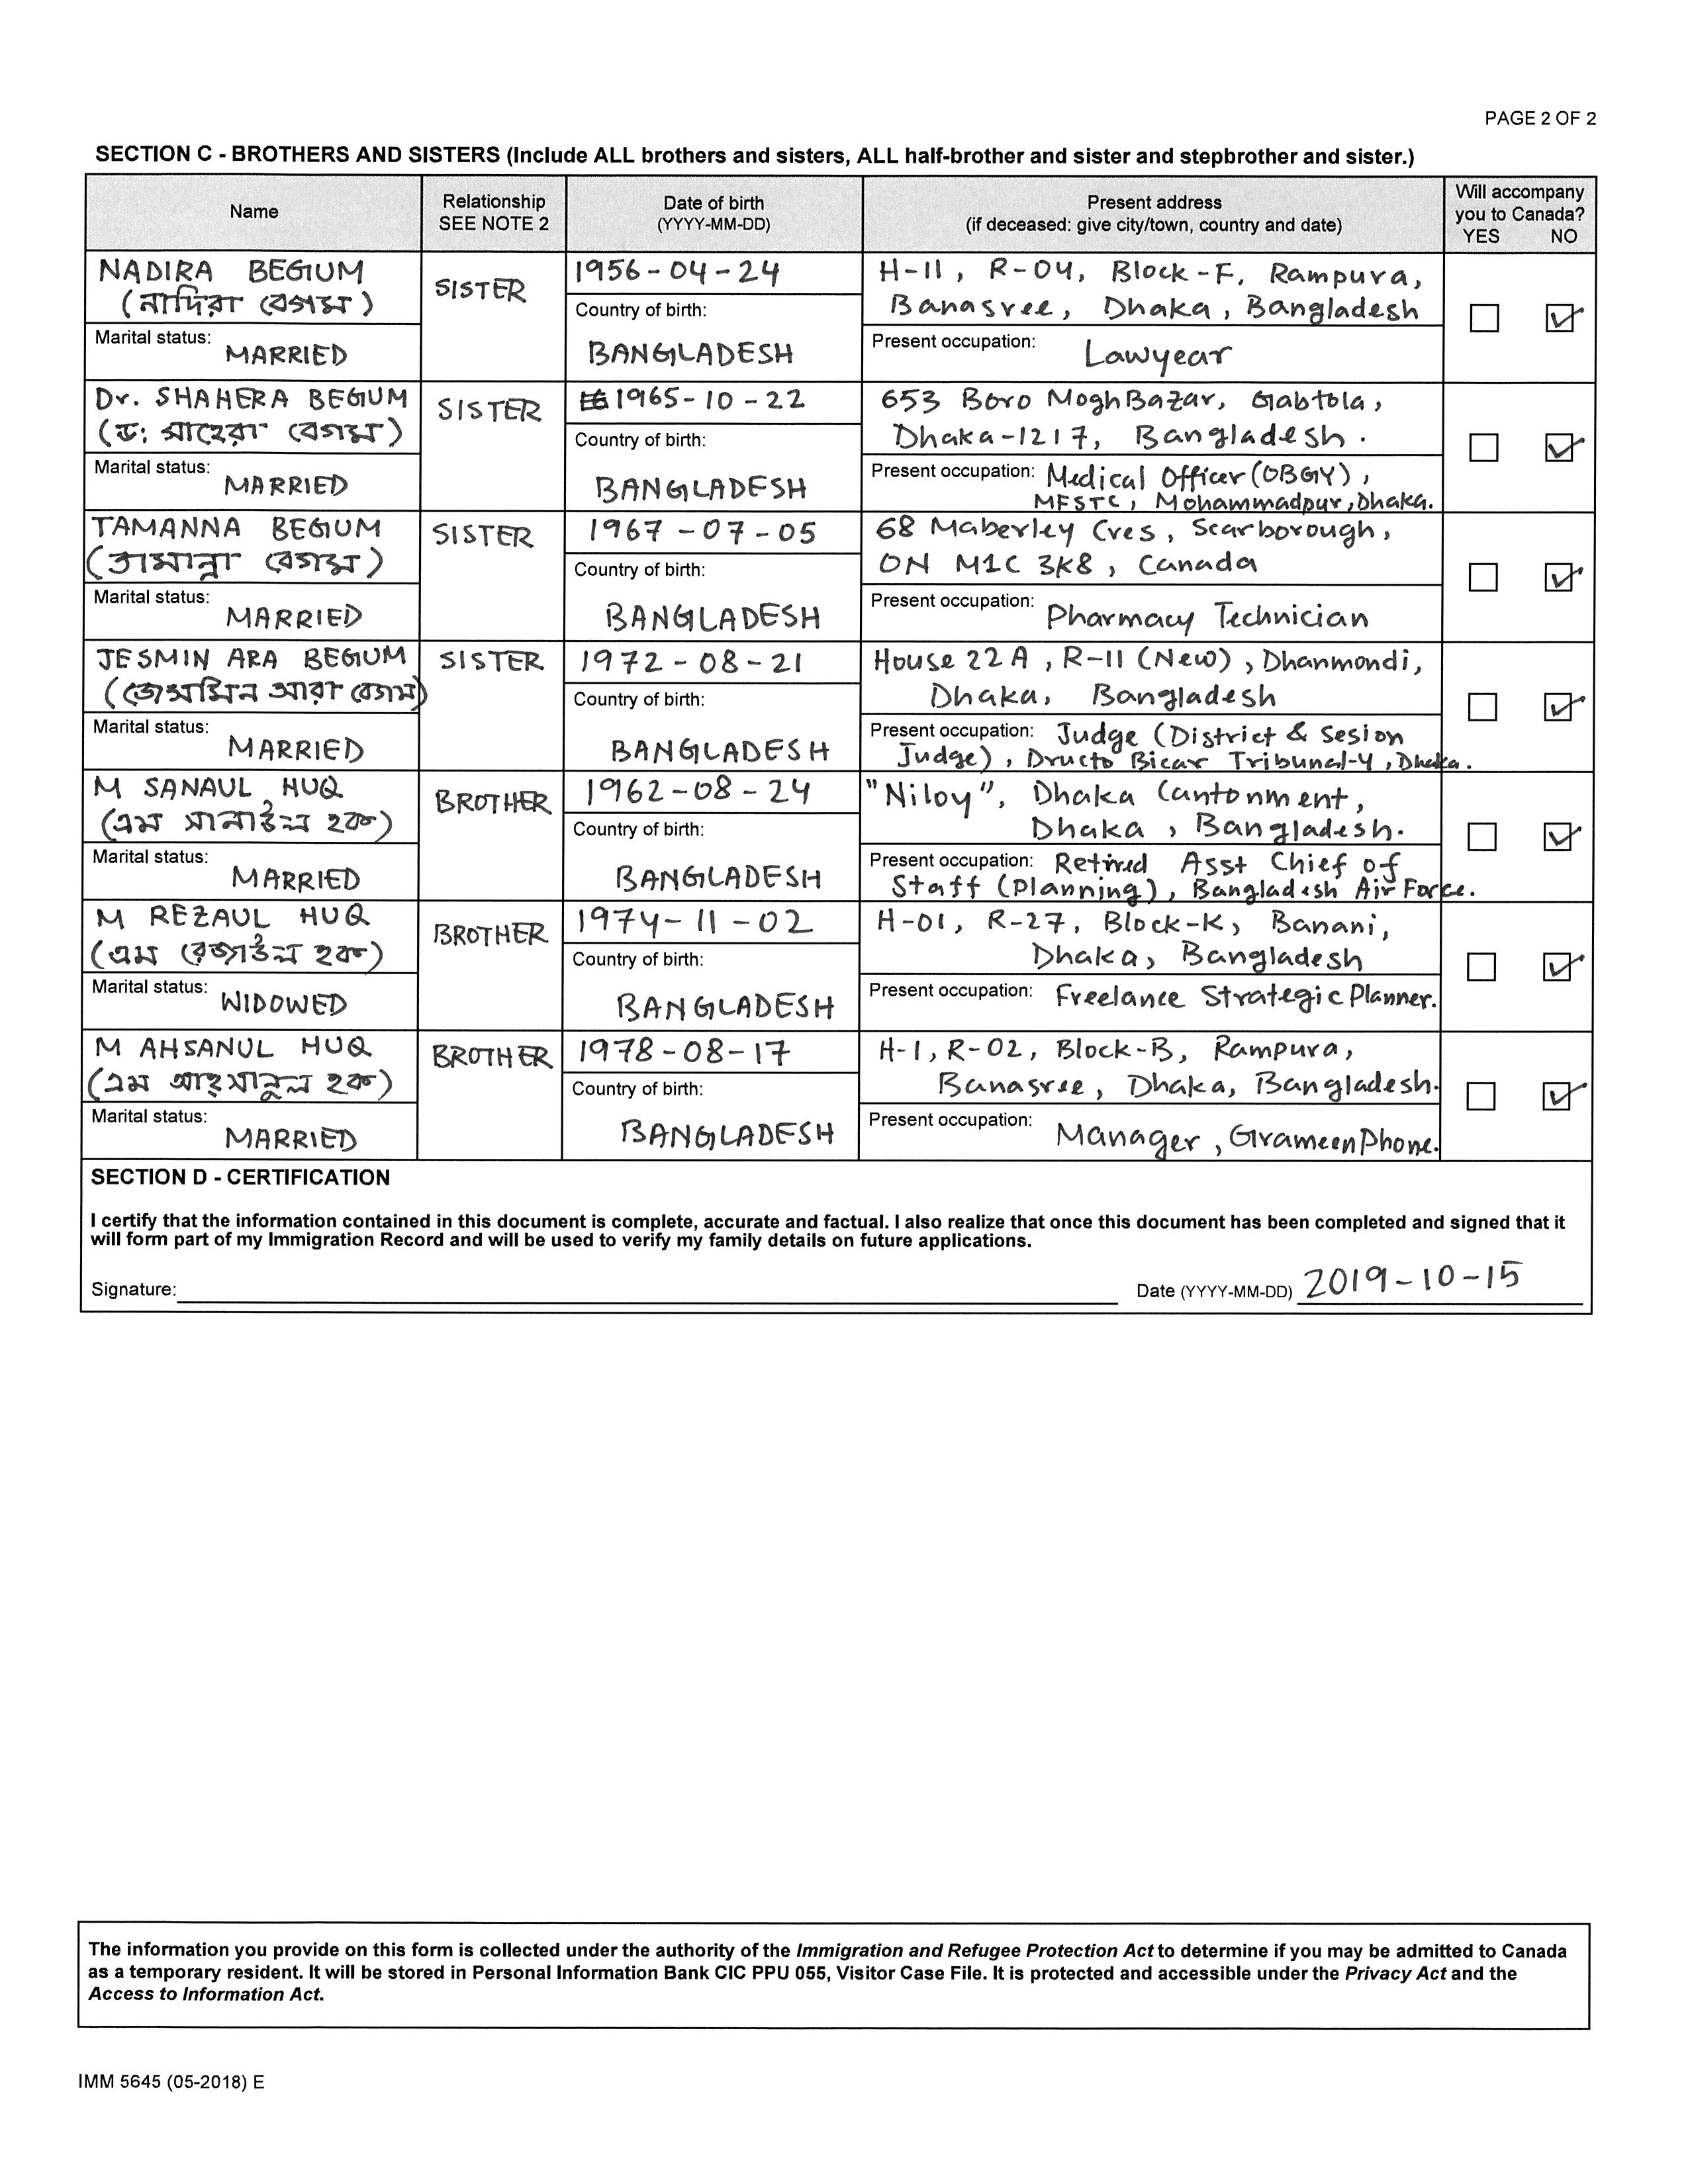 PAGE 2 OF 2
SECTION C - BROTHERS AND SISTERS (Include ALL brothers and sisters, ALL half-brother and sister and stepbrother and sister.)
Name
Relationship
SEE NOTE 2
Date of birth
(YYYY-MM-DD)
Present address
(if deceased: give city/town, country and date)
Will accompany
you to Canada?
YES NO
NADIRA BEGUM
(নাদিরা বেগম)
Marital status: MARRIED
SISTER
1956-04-24
Country of birth:
BANGLADESH
H-11, R-04, Block-F, Rampura,
Banasree, Dhaka, Bangladesh
Present occupation: Lawyear
Dr. SHAHERA BEGUM
(ডা: সাহেরা বেগম)
Marital status: MARRIED
SISTER
1965-10-22
Country of birth:
BANGLADESH
653 Boro MoghBazar, Gabtola,
Dhaka-1217, Bangladesh.
Present occupation: Medical Officer (OBGY),
MFSTC, Mohammadpur, Dhaka.
TAMANNA BEGUM
(তামান্না বেগম)
Marital status: MARRIED
SISTER
1967-07-05
Country of birth:
BANGLADESH
68 Maberley Cres, Scarborough,
ON M1C 3K8, Canada
Present occupation: Pharmacy Technician
JESMIN ARA BEGUM
(জেসমিন আরা বেগম)
Marital status: MARRIED
SISTER
1972-08-21
Country of birth:
BANGLADESH
House 22A, R-11 (New), Dhanmondi,
Dhaka, Bangladesh
Present occupation: Judge (District & Sesion
Judge), Structo Bicar Tribunal-4, Dhaka.
M SANAUL HUQ
(এম সানাউল হক)
Marital status: MARRIED
BROTHER
1962-08-24
Country of birth:
BANGLADESH
"Niloy", Dhaka Cantonment,
Dhaka, Bangladesh.
Present occupation: Retired Asst Chief of
Staff (Planning), Bangladesh Air Force.
M REZAUL HUQ
(এম রেজাউল হক)
Marital status: WIDOWED
BROTHER
1974-11-02
Country of birth:
BANGLADESH
H-01, R-27, Block-K, Banani,
Dhaka, Bangladesh
Present occupation: Freelance Strategic Planner.
M AHSANUL HUQ
(এম আহসানুল হক)
Marital status: MARRIED
BROTHER
1978-08-17
Country of birth:
BANGLADESH
H-1, R-02, Block-B, Rampura,
Banasree, Dhaka, Bangladesh.
Present occupation: Manager, GrameenPhone.
SECTION D - CERTIFICATION
I certify that the information contained in this document is complete, accurate and factual. I also realize that once this document has been completed and signed that it
will form part of my Immigration Record and will be used to verify my family details on future applications.
Signature:
Date (YYYY-MM-DD) 2019-10-15
The information you provide on this form is collected under the authority of the Immigration and Refugee Protection Act to determine if you may be admitted to Canada
as a temporary resident. It will be stored in Personal Information Bank CIC PPU 055, Visitor Case File. It is protected and accessible under the Privacy Act and the
Access to Information Act.
IMM 5645 (05-2018) E